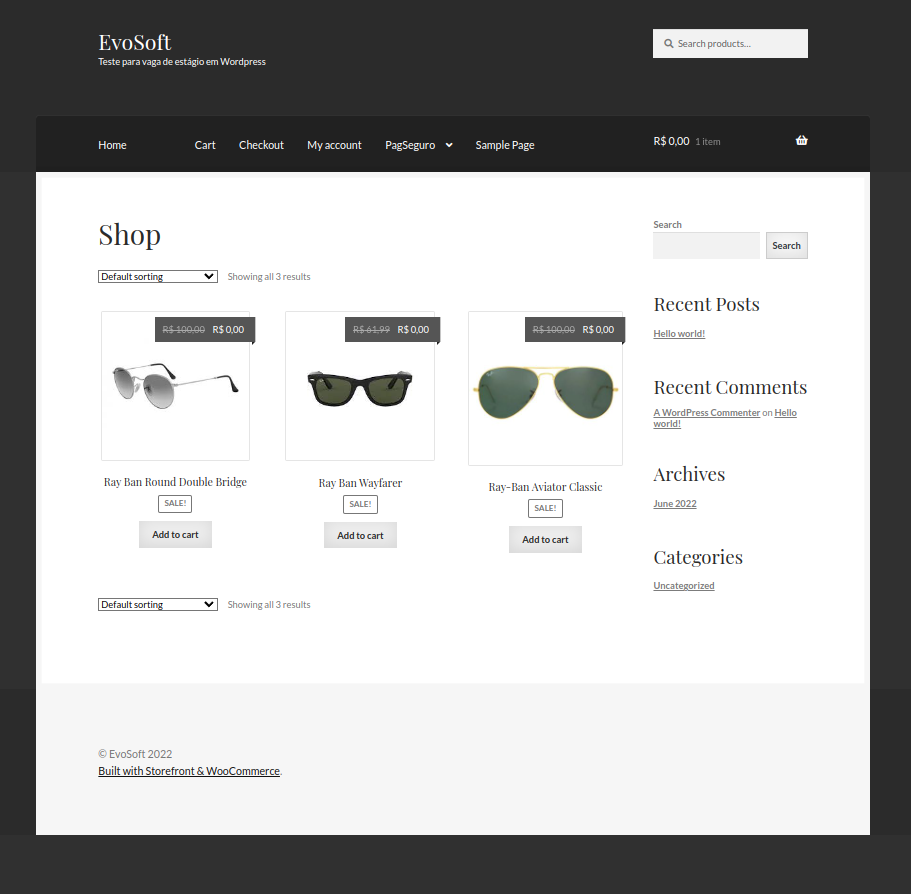 EvoSoft
Teste para vaga de estágio em Wordpress
Search products…
Home Cart Checkout My account PagSeguro Sample Page
R$ 0,00 1 item
Shop
Default sorting Showing all 3 results
R$ 100,00 R$ 0,00
Ray Ban Round Double Bridge
SALE!
Add to cart
R$ 61,99 R$ 0,00
Ray Ban Wayfarer
SALE!
Add to cart
R$ 100,00 R$ 0,00
Ray-Ban Aviator Classic
SALE!
Add to cart
Default sorting Showing all 3 results
Search
Search
Recent Posts
Hello world!
Recent Comments
A WordPress Commenter on Hello
world!
Archives
June 2022
Categories
Uncategorized
© EvoSoft 2022
Built with Storefront & WooCommerce.